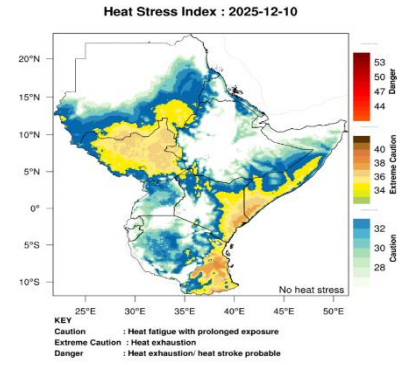 Heat Stress Index : 2025-12-10
20°N
15°N
10°N
5°N
0°
5°S
10°S
25°E 30°E 35°E 40°E 45°E 50°E
No heat stress
53
50
47
44
Danger
40
38
36
34
Extreme Caution
32
30
28
Caution
KEY
Caution : Heat fatigue with prolonged exposure
Extreme Caution : Heat exhaustion
Danger : Heat exhaustion/ heat stroke probable